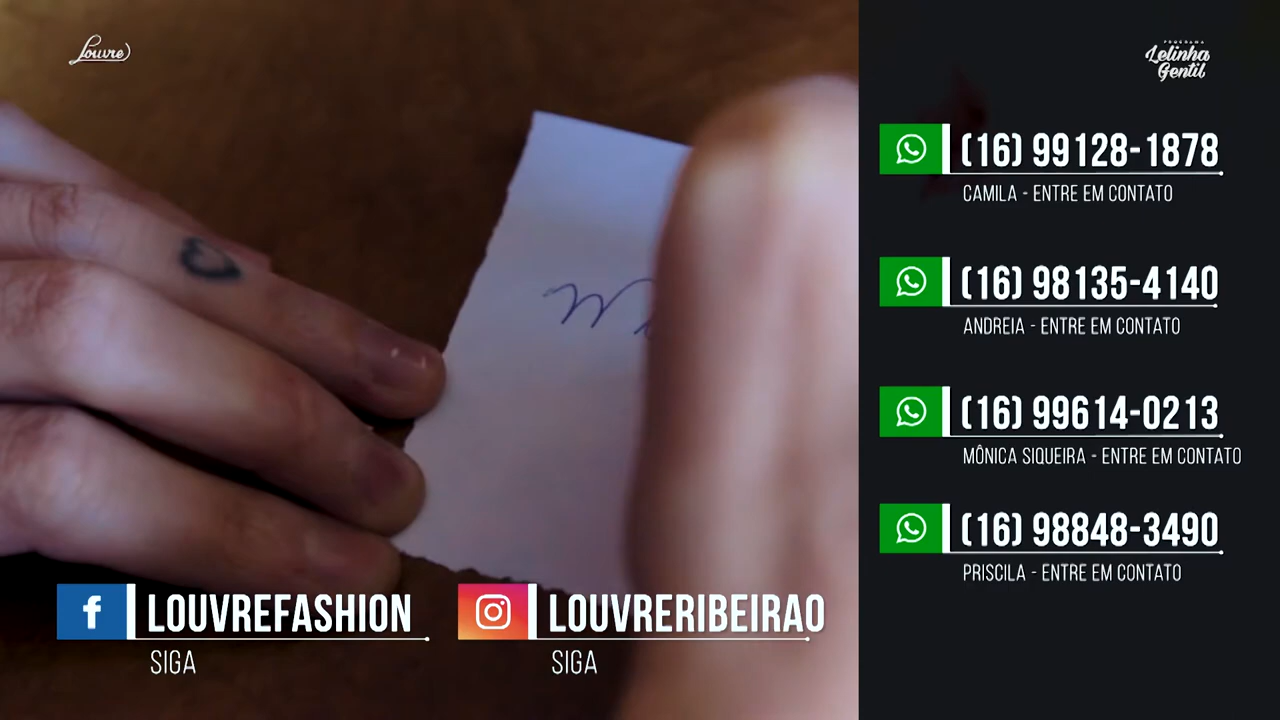 Louvre
PROGRAMA
Lelinha
Gentil
(16) 99128-1878
CAMILA - ENTRE EM CONTATO
(16) 98135-4140
ANDREIA - ENTRE EM CONTATO
(16) 99614-0213
MÔNICA SIQUEIRA - ENTRE EM CONTATO
(16) 98848-3490
PRISCILA - ENTRE EM CONTATO
LOUVREFASHION
SIGA
LOUVRERIBEIRAO
SIGA